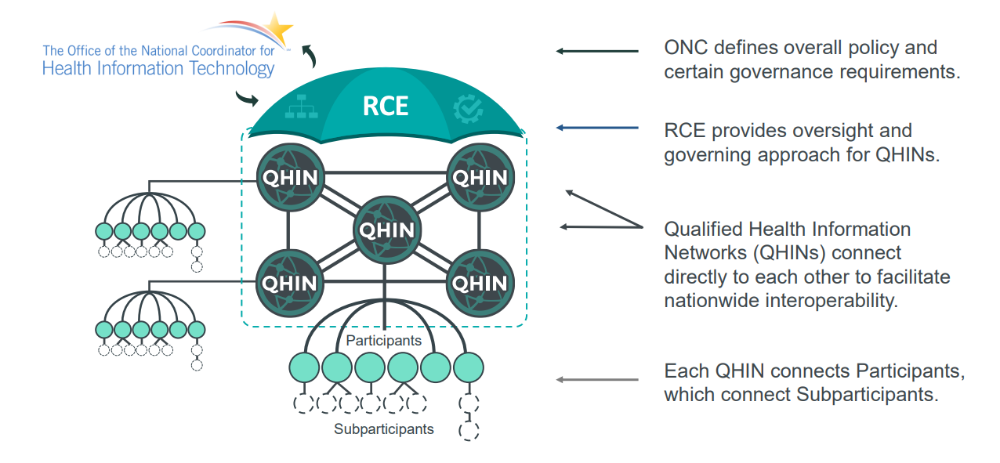 The Office of the National Coordinator for
Health Information Technology
RCE
QHIN
QHIN
QHIN
QHIN
QHIN
Participants
Subparticipants
ONC defines overall policy and
certain governance requirements.
RCE provides oversight and
governing approach for QHINs.
Qualified Health Information
Networks (QHINs) connect
directly to each other to facilitate
nationwide interoperability.
Each QHIN connects Participants,
which connect Subparticipants.